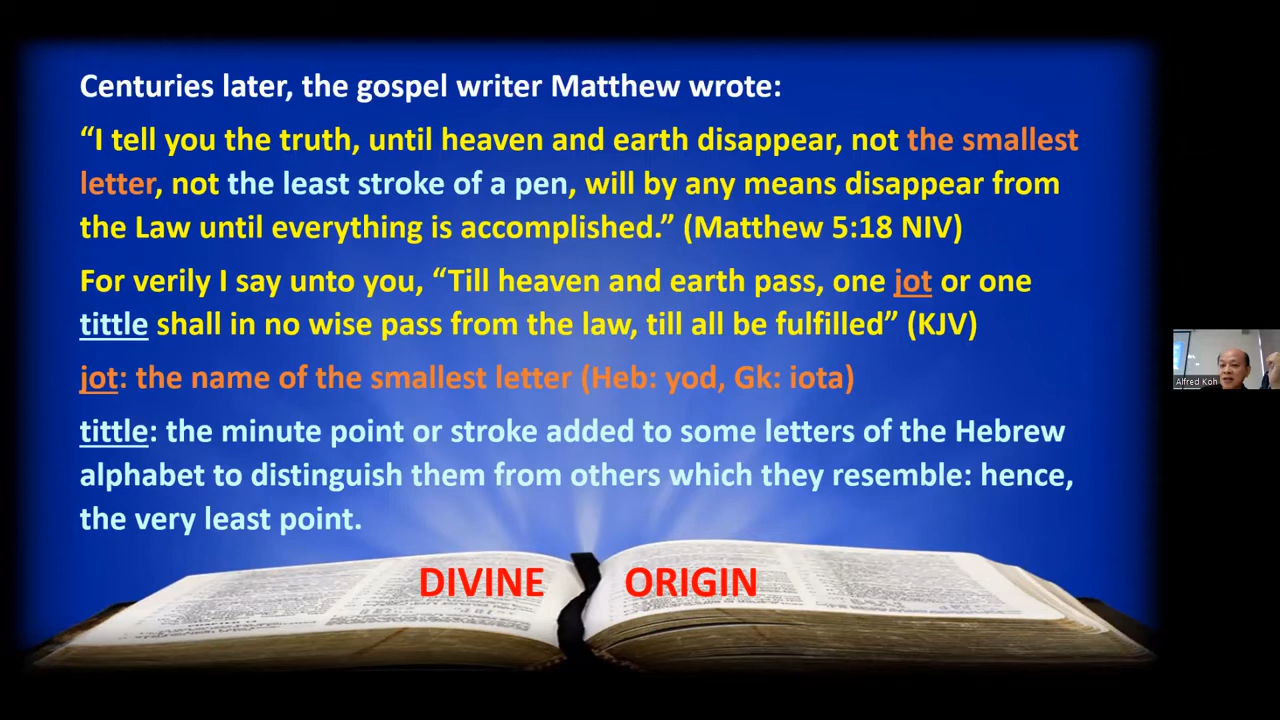 Centuries later, the gospel writer Matthew wrote:
“I tell you the truth, until heaven and earth disappear, not the smallest
letter, not the least stroke of a pen, will by any means disappear from
the Law until everything is accomplished.” (Matthew 5:18 NIV)
For verily I say unto you, “Till heaven and earth pass, one jot or one
tittle shall in no wise pass from the law, till all be fulfilled” (KJV)
jot: the name of the smallest letter (Heb: yod, Gk: iota)
tittle: the minute point or stroke added to some letters of the Hebrew
alphabet to distinguish them from others which they resemble: hence,
the very least point.
DIVINE ORIGIN
Alfred Koh